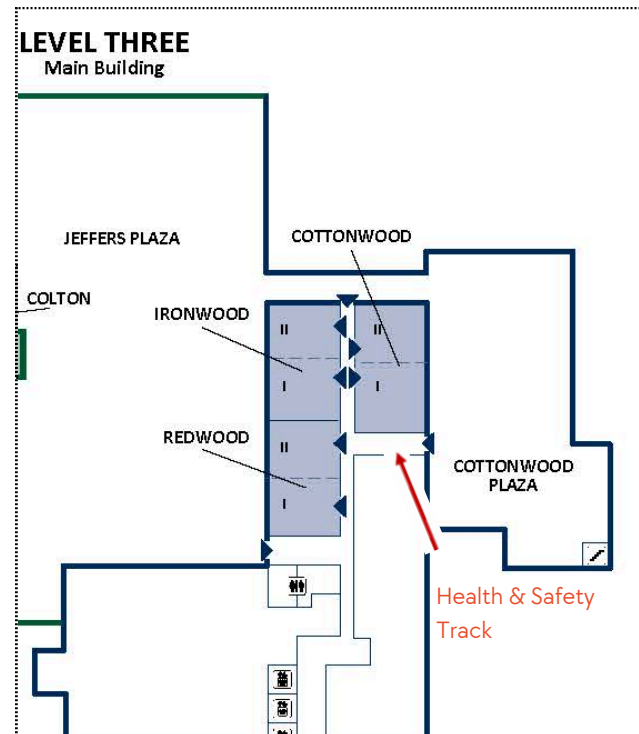 LEVEL THREE
Main Building
JEFFERS PLAZA
COTTONWOOD
COLTON
IRONWOOD
II
II
I
I
REDWOOD
II
I
COTTONWOOD
PLAZA
Health & Safety
Track